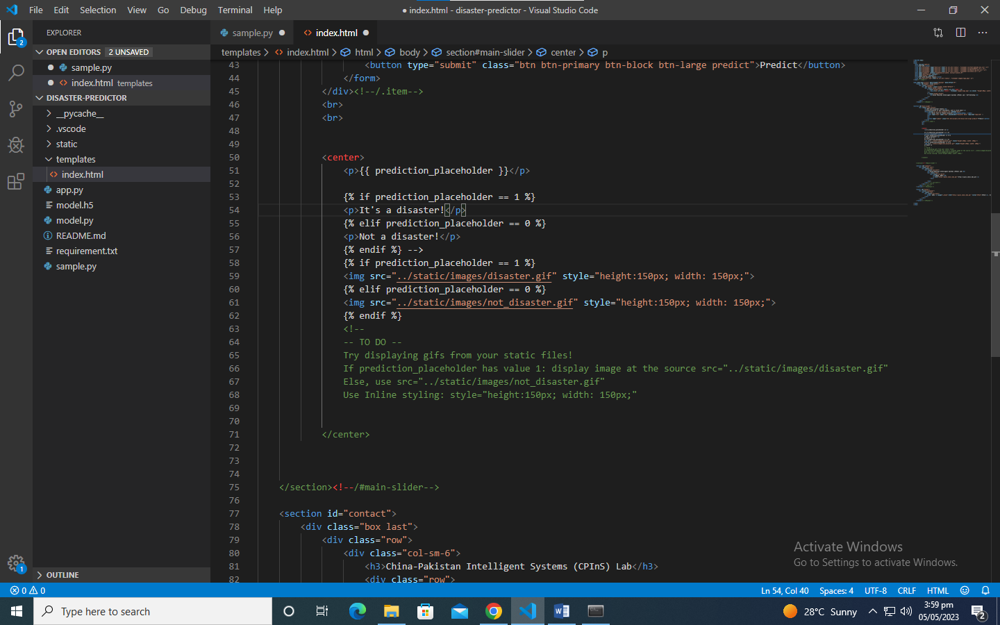 File Edit Selection View Go Debug Terminal Help ● index.html - disaster-predictor - Visual Studio Code
EXPLORER
OPEN EDITORS 2 UNSAVED
sample.py
index.html templates
DISASTER-PREDICTOR
__pycache__
.vscode
static
templates
index.html
app.py
model.h5
model.py
README.md
requirement.txt
sample.py
OUTLINE
2
1
sample.py ● index.html ●
templates > index.html > html > body > section#main-slider > center > p
43 <button type="submit" class="btn btn-primary btn-block btn-large predict">Predict</button>
44 </form>
45 </div><!--/.item-->
46 <br>
47 <br>
48
49
50 <center>
51 <p>{{ prediction_placeholder }}</p>
52
53 {% if prediction_placeholder == 1 %}
54 <p>It's a disaster!</p>
55 {% elif prediction_placeholder == 0 %}
56 <p>Not a disaster!</p>
57 {% endif %} -->
58 {% if prediction_placeholder == 1 %}
59 <img src="../static/images/disaster.gif" style="height:150px; width: 150px;">
60 {% elif prediction_placeholder == 0 %}
61 <img src="../static/images/not_disaster.gif" style="height:150px; width: 150px;">
62 {% endif %}
63 <!--
64 -- TO DO --
65 Try displaying gifs from your static files!
66 If prediction_placeholder has value 1: display image at the source src="../static/images/disaster.gif"
67 Else, use src="../static/images/not_disaster.gif"
68 Use Inline styling: style="height:150px; width: 150px;"
69
70
71 </center>
72
73
74
75 </section><!--/#main-slider-->
76
77 <section id="contact">
78 <div class="box last">
79 <div class="row">
80 <div class="col-sm-6">
81 <h3>China-Pakistan Intelligent Systems (CPInS) Lab</h3>
82 <div class="row">
Activate Windows
Go to Settings to activate Windows.
0 0 Ln 54, Col 40 Spaces: 4 UTF-8 CRLF HTML
Type here to search
28°C Sunny
3:59 pm
05/05/2023
2